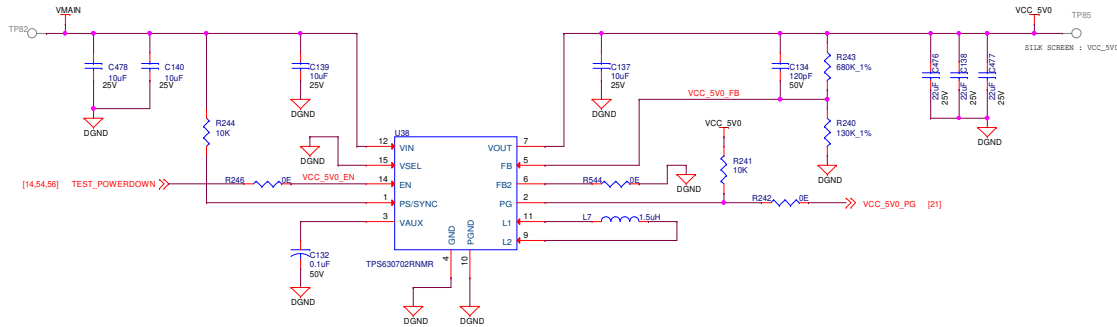 VMAIN
VCC_5V0
TP82
TP85
SILK SCREEN : VCC_5V0
C478
10uF
25V
C140
10uF
25V
C139
10uF
25V
C137
10uF
25V
C134
120pF
50V
R243
680K_1%
C476
22uF
25V
C138
22uF
25V
C477
22uF
25V
DGND
DGND
DGND
DGND
VCC_5V0_FB
R244
10K
VCC_5V0
R240
130K_1%
DGND
U38
DGND
12
VIN
VOUT
7
15
VSEL
FB
5
14
EN
FB2
6
1
PS/SYNC
PG
2
3
VAUX
L1
11
L2
9
GND
PGND
4
10
TPS630702RNMR
[14,54,56]
TEST_POWERDOWN
R246
0E
VCC_5V0_EN
R544
0E
DGND
R241
10K
R242
0E
VCC_5V0_PG
[21]
L7
1.5uH
C132
0.1uF
50V
DGND
DGND
DGND